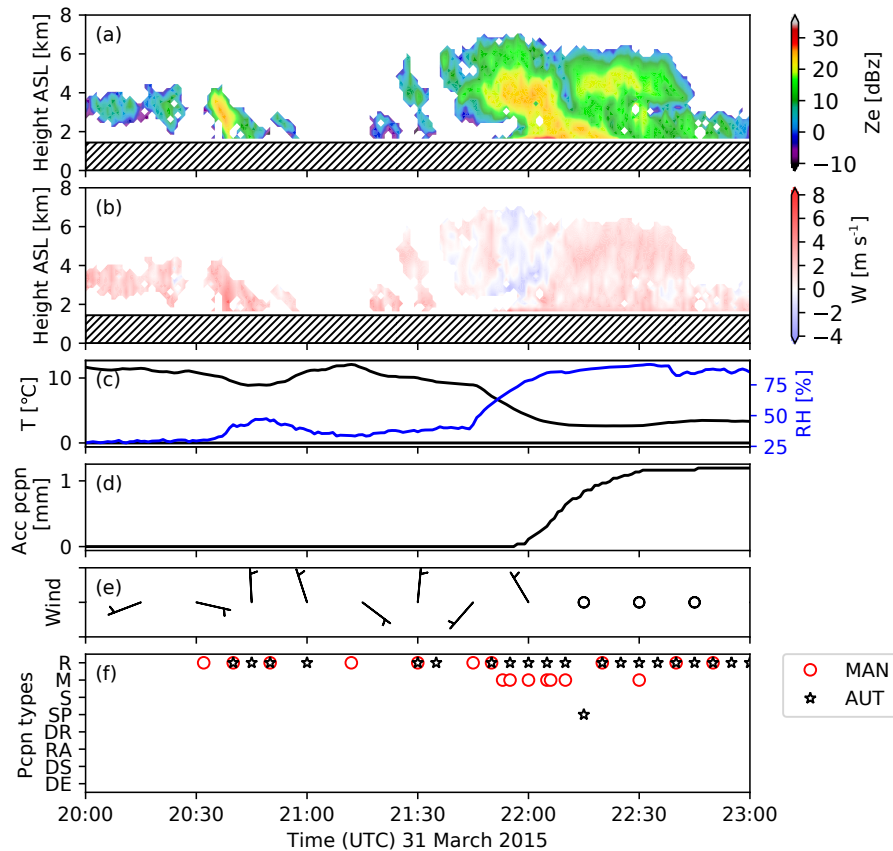 8
6
4
2
0
Height ASL [km]
(a)
30
20
10
0
−10
Ze [dBz]
8
6
4
2
0
Height ASL [km]
(b)
8
6
4
2
0
−2
−4
W [m s⁻¹]
10
0
T [°C]
(c)
75
50
25
RH [%]
1
0
Acc pcpn
[mm]
(d)
Wind
(e)
Pcpn types
(f)
R
M
S
SP
DR
RA
DS
DE
MAN
AUT
20:00 20:30 21:00 21:30 22:00 22:30 23:00
Time (UTC) 31 March 2015